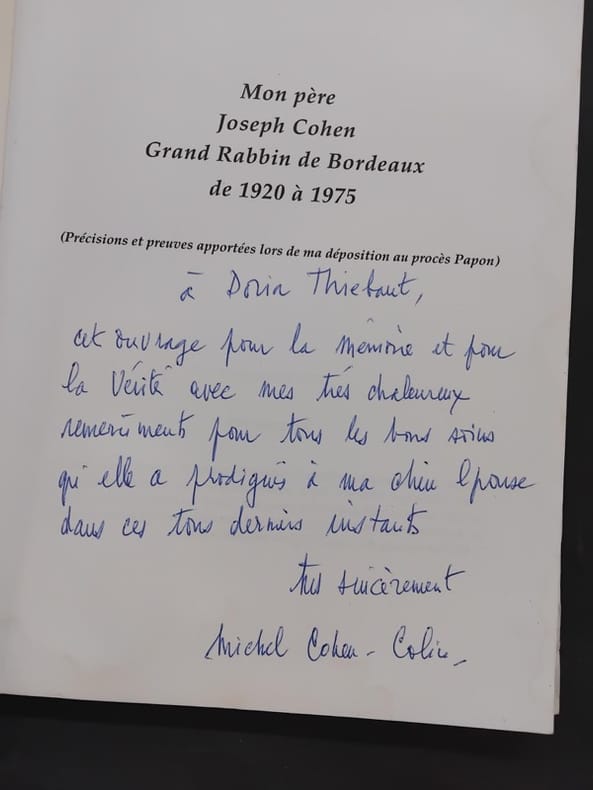 Mon père
Joseph Cohen
Grand Rabbin de Bordeaux
de 1920 à 1975
(Précisions et preuves apportées lors de ma déposition au procès Papon)
à Dorin Thiebaut,
cet ouvrage pour la mémoire et pour
la Vérité avec mes très chaleureux
remerciments pour tous les bons soins
qu'elle a prodigués à ma chère épouse
dans ces tous derniers instants
très sincèrement
Michel Cohen - Colin